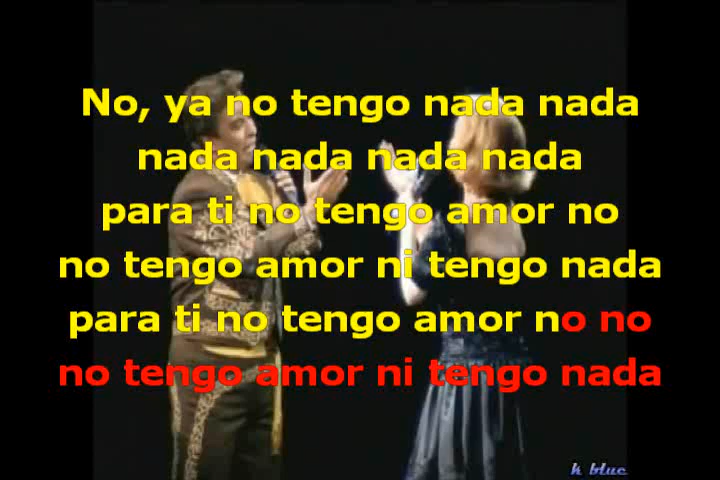 No, ya no tengo nada nada
nada nada nada nada
para ti no tengo amor no
no tengo amor ni tengo nada
para ti no tengo amor no no
no tengo amor ni tengo nada
k blue